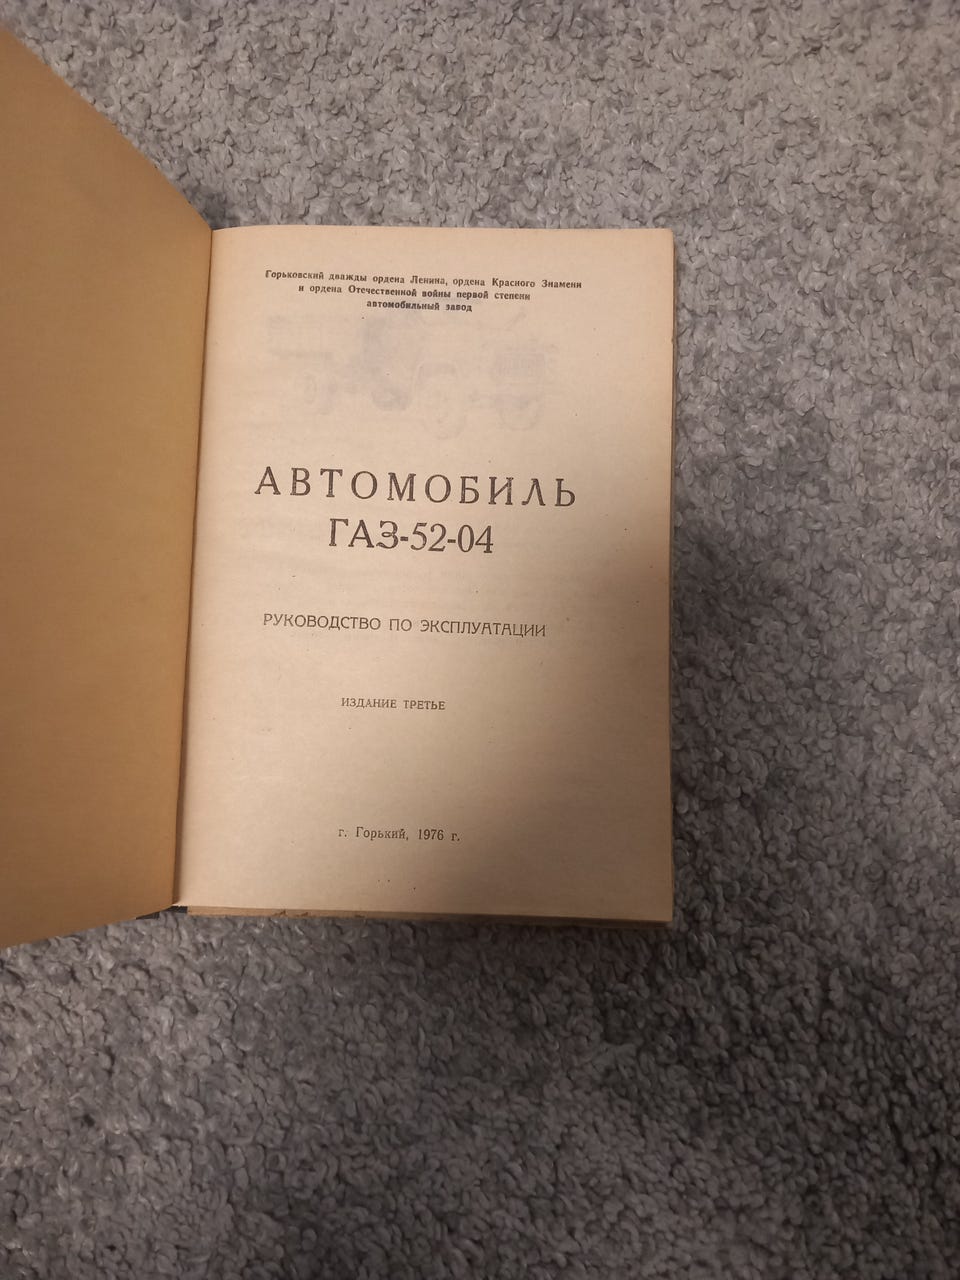 Горьковский дважды ордена Ленина, ордена Красного Знамени
и ордена Отечественной войны первой степени
автомобильный завод
АВТОМОБИЛЬ
ГАЗ-52-04
РУКОВОДСТВО ПО ЭКСПЛУАТАЦИИ
ИЗДАНИЕ ТРЕТЬЕ
г. Горький, 1976 г.